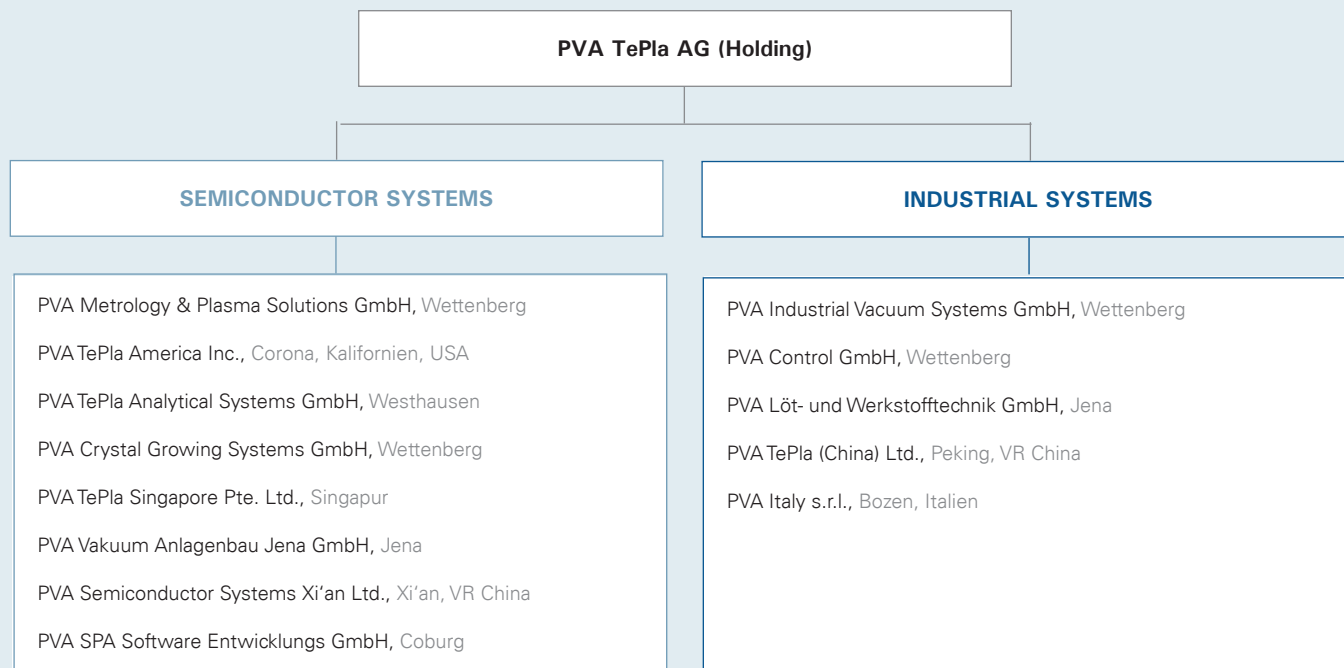 PVA TePla AG (Holding)
SEMICONDUCTOR SYSTEMS
PVA Metrology & Plasma Solutions GmbH, Wettenberg
PVA TePla America Inc., Corona, Kalifornien, USA
PVA TePla Analytical Systems GmbH, Westhausen
PVA Crystal Growing Systems GmbH, Wettenberg
PVA TePla Singapore Pte. Ltd., Singapur
PVA Vakuum Anlagenbau Jena GmbH, Jena
PVA Semiconductor Systems Xi‘an Ltd., Xi‘an, VR China
PVA SPA Software Entwicklungs GmbH, Coburg
INDUSTRIAL SYSTEMS
PVA Industrial Vacuum Systems GmbH, Wettenberg
PVA Control GmbH, Wettenberg
PVA Löt- und Werkstofftechnik GmbH, Jena
PVA TePla (China) Ltd., Peking, VR China
PVA Italy s.r.l., Bozen, Italien